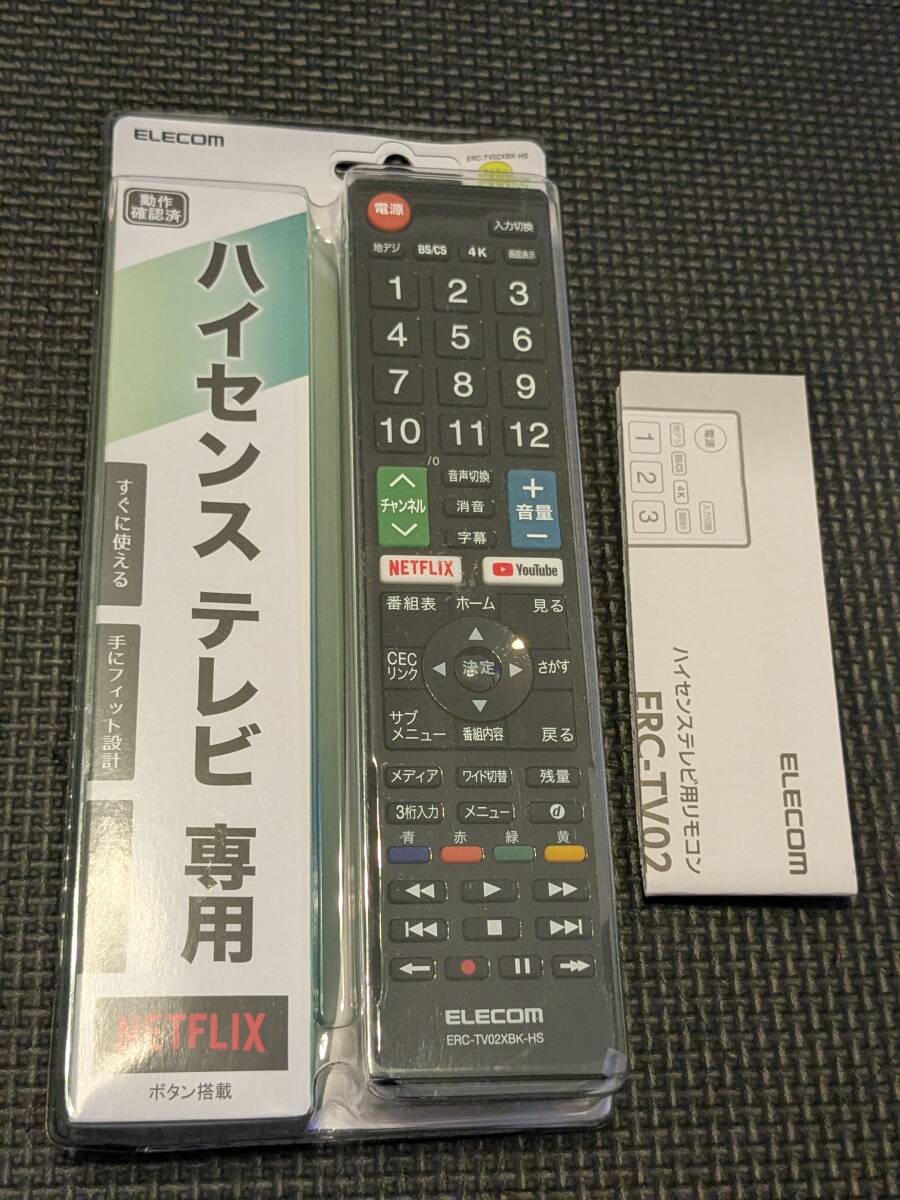 ELECOM
ERC-TV02XBK-HS
動作
確認済
ハイセンス テレビ 専用
すぐに使える
手にフィット設計
NETFLIX
ボタン搭載
電源
入力切換
地デジ BS/CS 4K 画面表示
1 2 3
4 5 6
7 8 9
10 11 12
/0
チャンネル
音声切換
消音
字幕
+
音量
-
NETFLIX
YouTube
番組表 ホーム 見る
CEC
リンク
決定
さがす
サブ
メニュー
番組内容
戻る
メディア ワイド切替 残量
3桁入力 メニュー d
青 赤 緑 黄
ELECOM
ERC-TV02XBK-HS
電源
入力切換
地デジ BS/CS 4K
1 2 3
ハイセンステレビ用リモコン
ERC-TV02
ELECOM